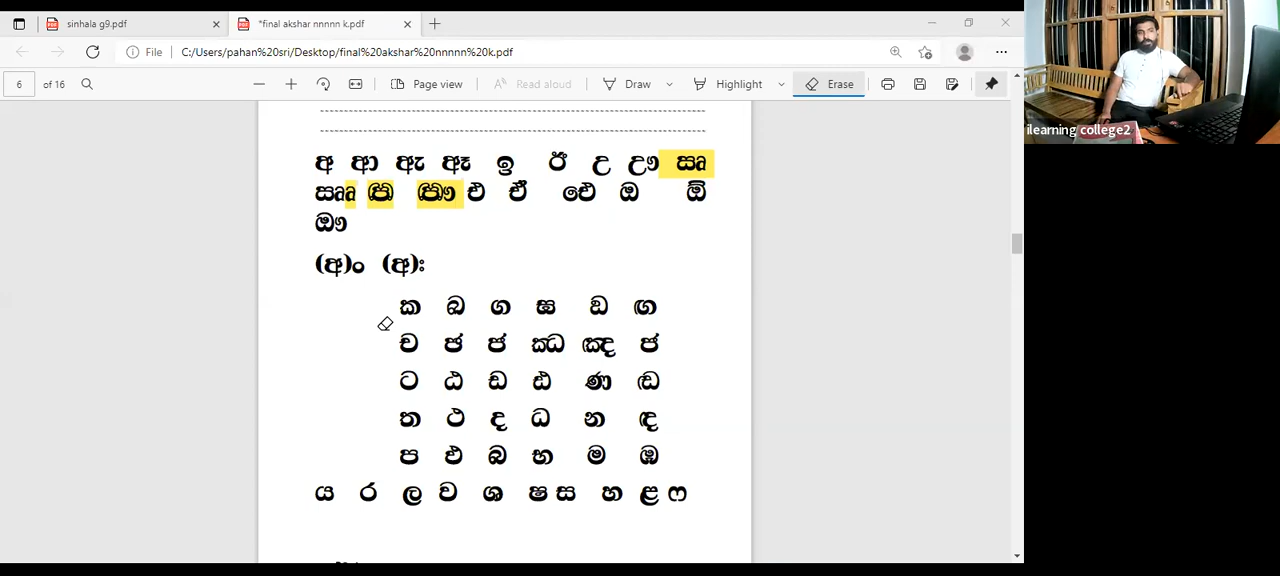 sinhala g9.pdf
*final akshar nnnnn k.pdf
File C:/Users/pahan%20sri/Desktop/final%20akshar%20nnnnn%20k.pdf
6 of 16 Page view Read aloud Draw Highlight Erase
අ ආ ඇ ඈ ඉ ඊ උ ඌ ඍ
ඎ ඏ ඐ එ ඒ ඓ ඔ ඕ
ඖ
(අ)ං (අ)ඃ
ක ඛ ග ඝ ඞ ඟ
ච ඡ ජ ඣ ඤ ජ
ට ඨ ඩ ඪ ණ ඬ
ත ථ ද ධ න ඳ
ප ඵ බ භ ම ඹ
ය ර ල ව ශ ෂ ස හ ළ ෆ
ilearning college2